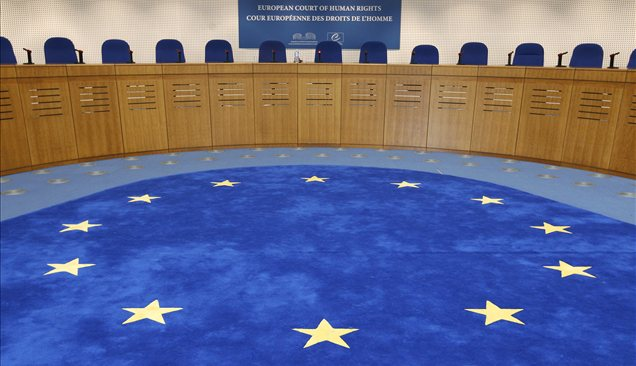 EUROPEAN COURT OF HUMAN RIGHTS
COUR EUROPÉENNE DES DROITS DE L'HOMME